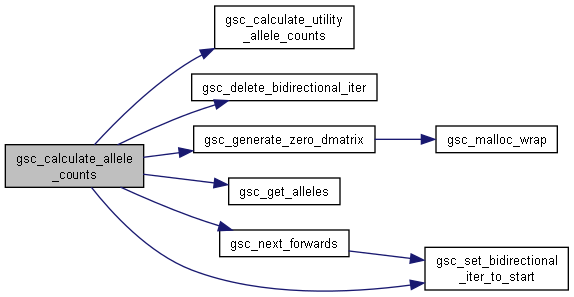 gsc_calculate_utility
_allele_counts
gsc_delete_bidirectional_iter
gsc_generate_zero_dmatrix
gsc_malloc_wrap
gsc_calculate_allele
_counts
gsc_get_alleles
gsc_next_forwards
gsc_set_bidirectional
_iter_to_start